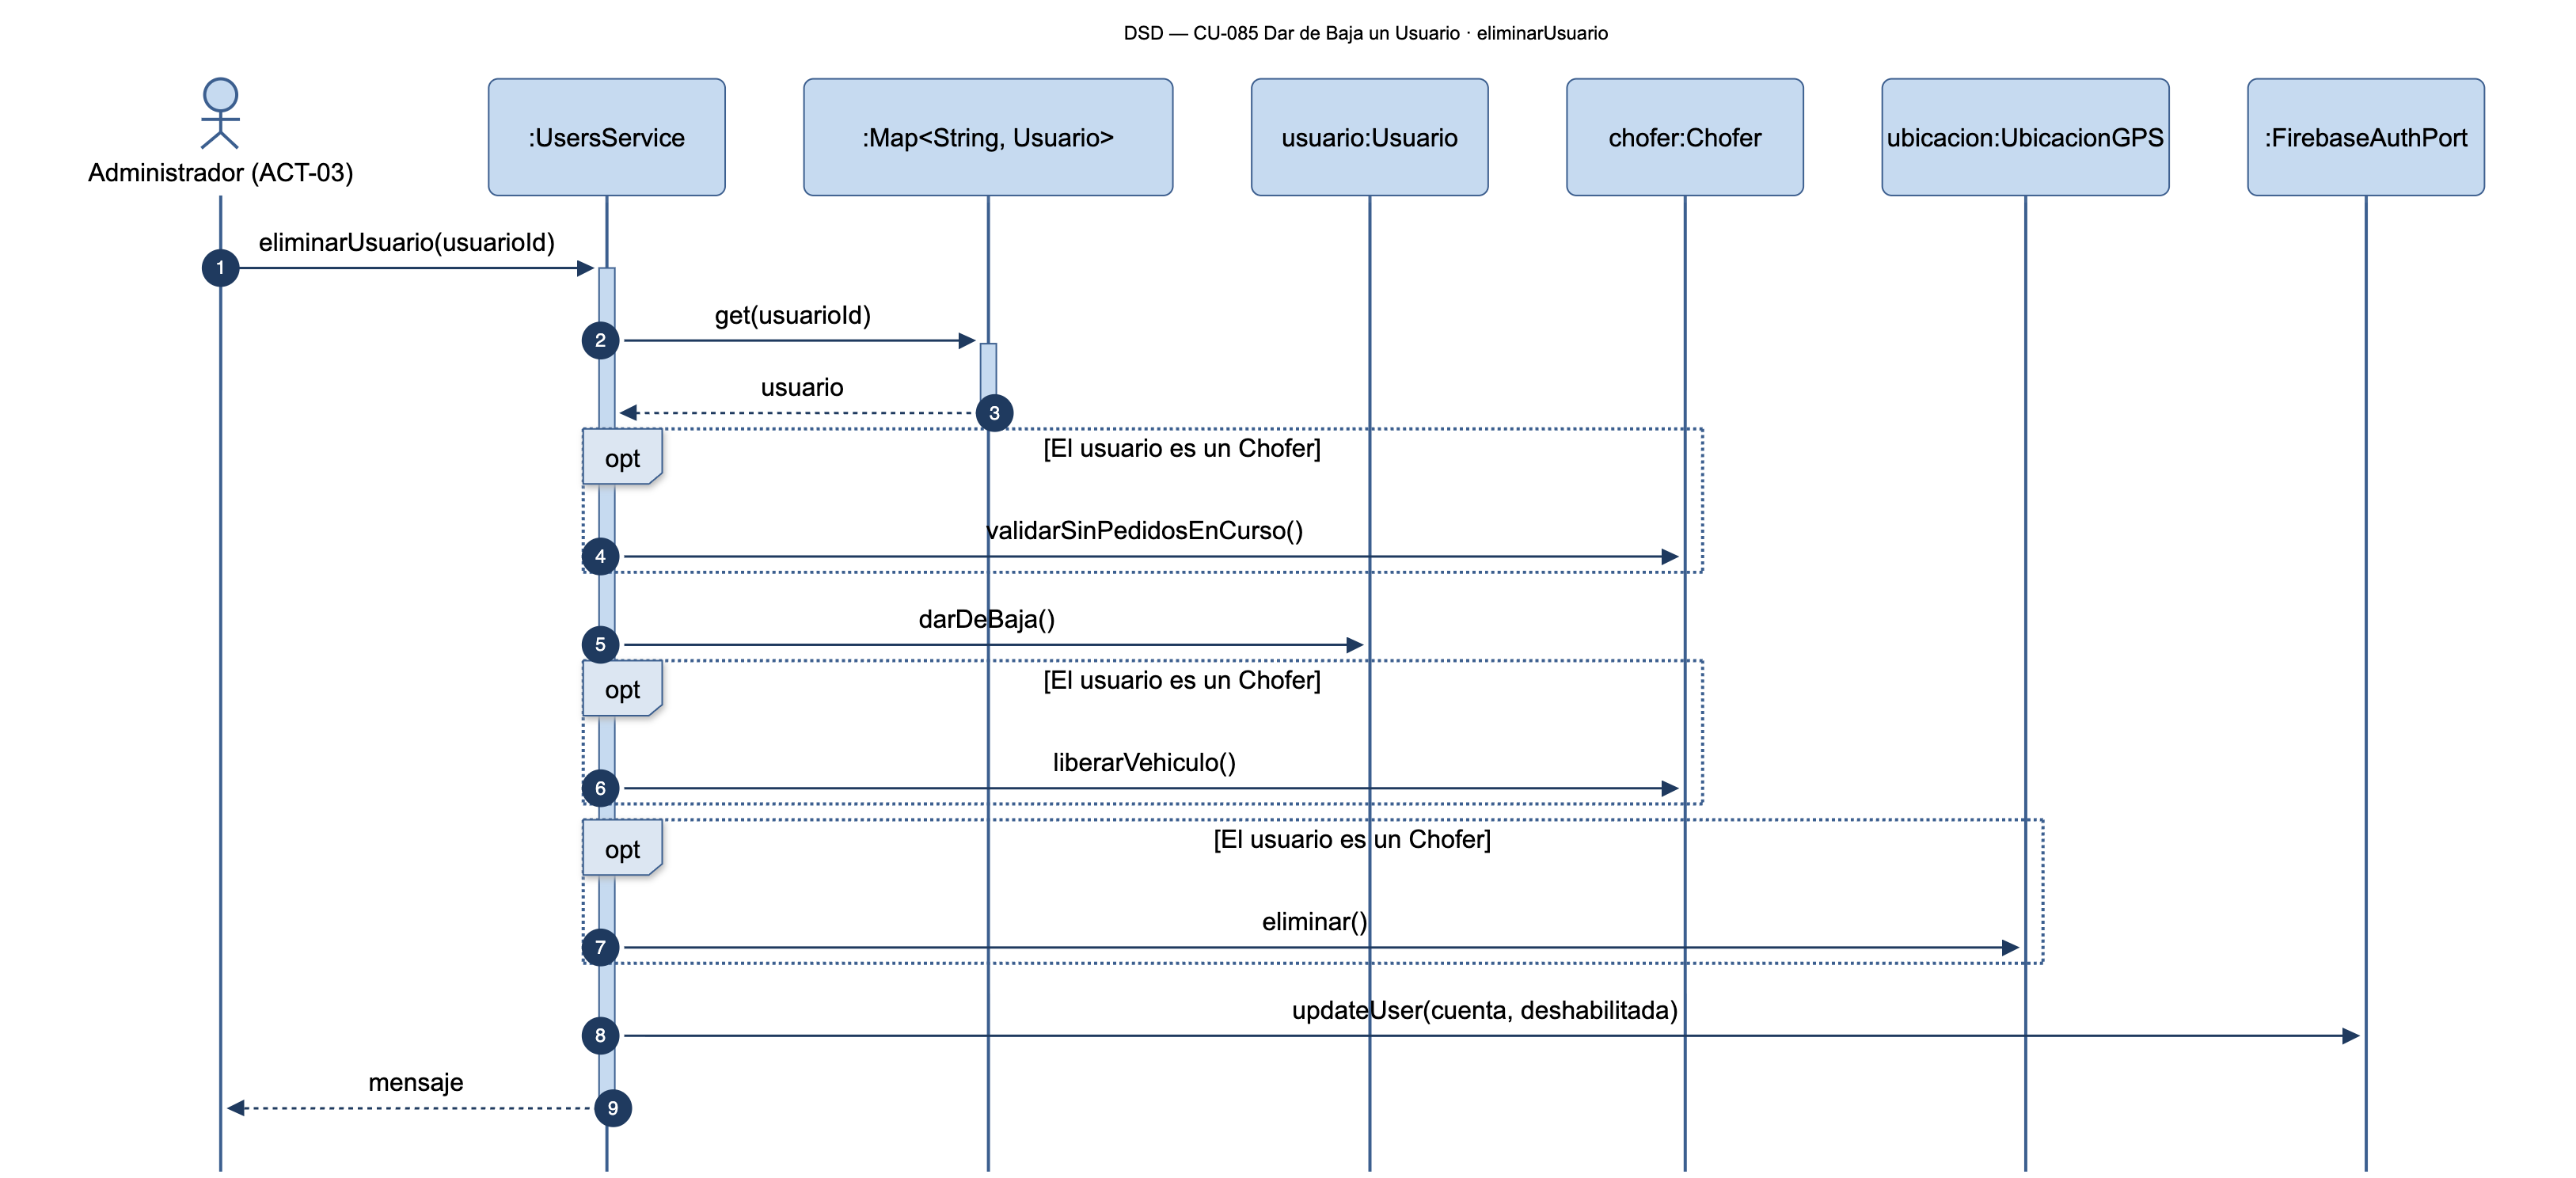 DSD — CU-085 Dar de Baja un Usuario · eliminarUsuario
Administrador (ACT-03)
:UsersService
:Map<String, Usuario>
usuario:Usuario
chofer:Chofer
ubicacion:UbicacionGPS
:FirebaseAuthPort
eliminarUsuario(usuarioId)
1
get(usuarioId)
2
usuario
3
opt
[El usuario es un Chofer]
validarSinPedidosEnCurso()
4
darDeBaja()
5
opt
[El usuario es un Chofer]
liberarVehiculo()
6
opt
[El usuario es un Chofer]
eliminar()
7
updateUser(cuenta, deshabilitada)
8
mensaje
9